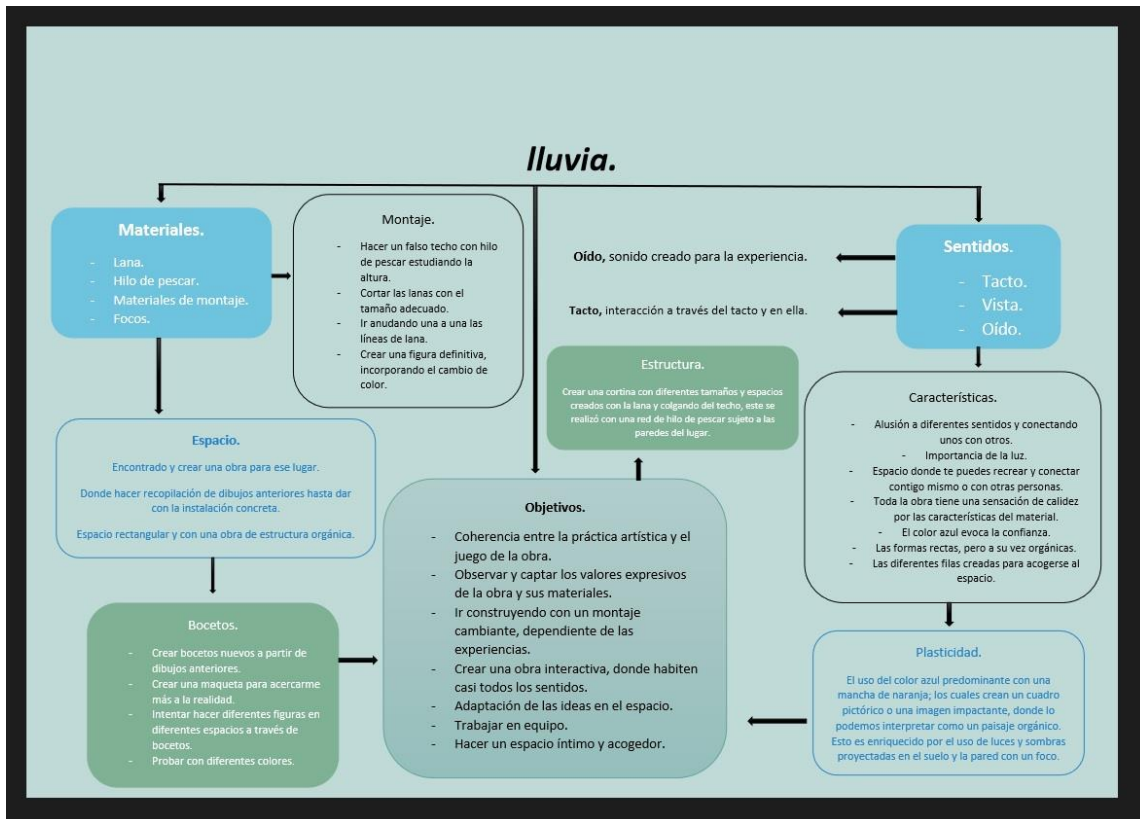 lluvia.
Materiales.
- Lana.
- Hilo de pescar.
- Materiales de montaje.
- Focos.
Montaje.
- Hacer un falso techo con hilo
de pescar estudiando la
altura.
- Cortar las lanas con el
tamaño adecuado.
- Ir anudando una a una las
líneas de lana.
- Crear una figura definitiva,
incorporando el cambio de
color.
Oído, sonido creado para la experiencia.
Tacto, interacción a través del tacto y en ella.
Sentidos.
- Tacto.
- Vista.
- Oído.
Estructura.
Crear una cortina con diferentes tamaños y espacios
creados con la lana y colgando del techo, este se
realizó con una red de hilo de pescar sujeto a las
paredes del lugar.
Características.
- Alusión a diferentes sentidos y conectando
unos con otros.
- Importancia de la luz.
- Espacio donde te puedes recrear y conectar
contigo mismo o con otras personas.
- Toda la obra tiene una sensación de calidez
por las características del material.
- El color azul evoca la confianza.
- Las formas rectas, pero a su vez orgánicas.
- Las diferentes filas creadas para acogerse al
espacio.
Espacio.
Encontrado y crear una obra para ese lugar.
Donde hacer recopilación de dibujos anteriores hasta dar
con la instalación concreta.
Espacio rectangular y con una obra de estructura orgánica.
Objetivos.
- Coherencia entre la práctica artística y el
juego de la obra.
- Observar y captar los valores expresivos
de la obra y sus materiales.
- Ir construyendo con un montaje
cambiante, dependiente de las
experiencias.
- Crear una obra interactiva, donde habiten
casi todos los sentidos.
- Adaptación de las ideas en el espacio.
- Trabajar en equipo.
- Hacer un espacio íntimo y acogedor.
Bocetos.
- Crear bocetos nuevos a partir de
dibujos anteriores.
- Crear una maqueta para acercarme
más a la realidad.
- Intentar hacer diferentes figuras en
diferentes espacios a través de
bocetos.
- Probar con diferentes colores.
Plasticidad.
El uso del color azul predominante con una
mancha de naranja; los cuales crean un cuadro
pictórico o una imagen impactante, donde lo
podemos interpretar como un paisaje orgánico.
Esto es enriquecido por el uso de luces y sombras
proyectadas en el suelo y la pared con un foco.